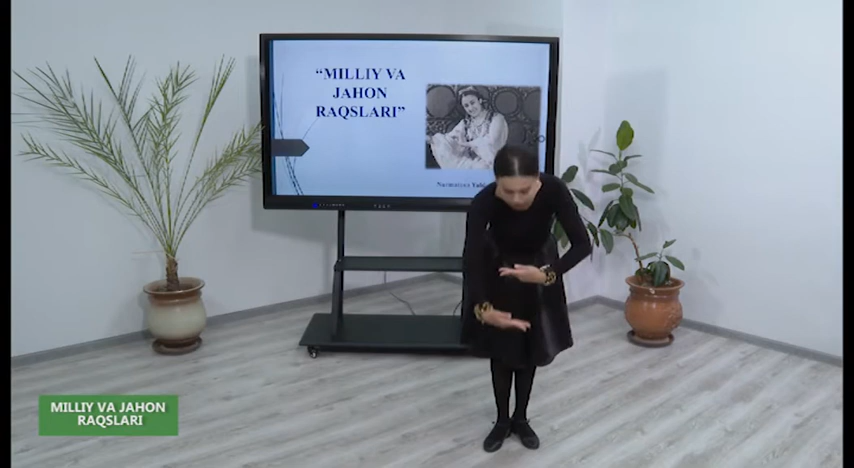 “MILLIY VA
JAHON
RAQSLARI”
MILLIY VA JAHON
RAQSLARI